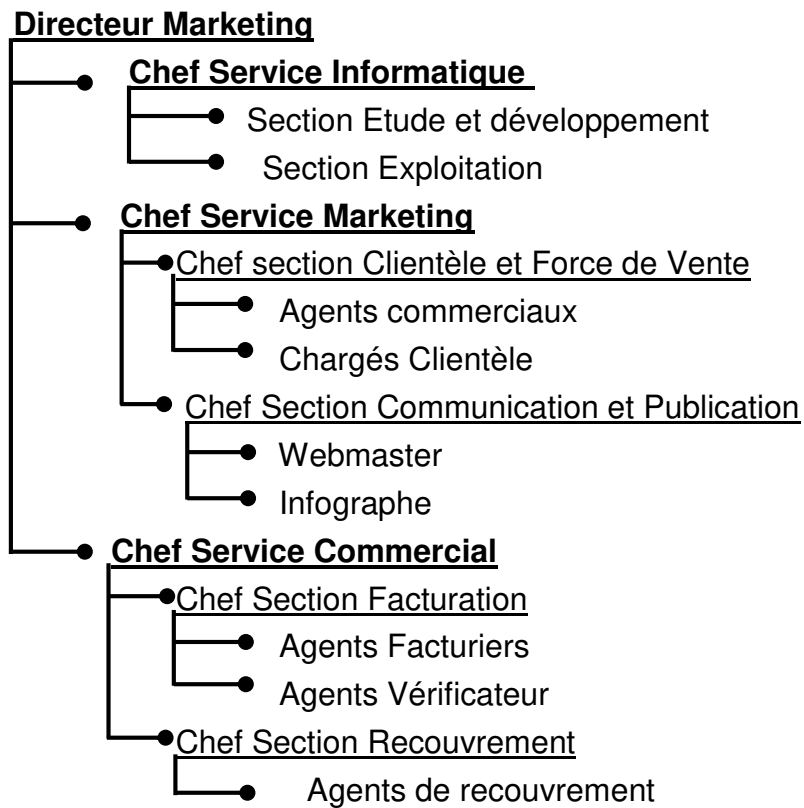 Directeur Marketing
Chef Service Informatique
Section Etude et développement
Section Exploitation
Chef Service Marketing
Chef section Clientèle et Force de Vente
Agents commerciaux
Chargés Clientèle
Chef Section Communication et Publication
Webmaster
Infographe
Chef Service Commercial
Chef Section Facturation
Agents Facturiers
Agents Vérificateur
Chef Section Recouvrement
Agents de recouvrement